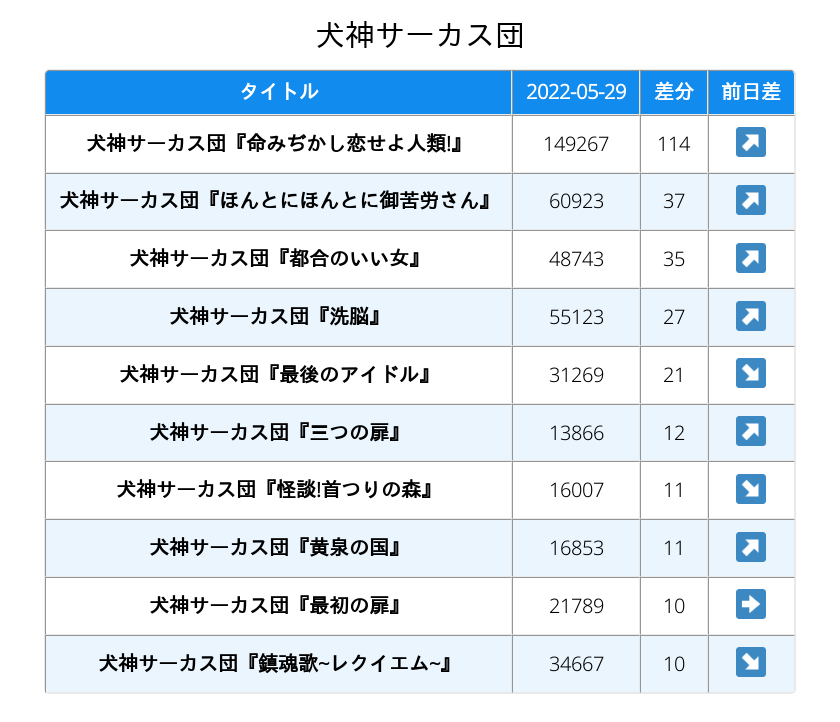 犬神サーカス団
タイトル 2022-05-29 差分 前日差
犬神サーカス団『命みぢかし恋せよ人類!』 149267 114 ↗
犬神サーカス団『ほんとにほんとに御苦労さん』 60923 37 ↗
犬神サーカス団『都合のいい女』 48743 35 ↗
犬神サーカス団『洗脳』 55123 27 ↗
犬神サーカス団『最後のアイドル』 31269 21 ↘
犬神サーカス団『三つの扉』 13866 12 ↗
犬神サーカス団『怪談!首つりの森』 16007 11 ↘
犬神サーカス団『黄泉の国』 16853 11 ↗
犬神サーカス団『最初の扉』 21789 10 ➡
犬神サーカス団『鎮魂歌~レクイエム~』 34667 10 ↘